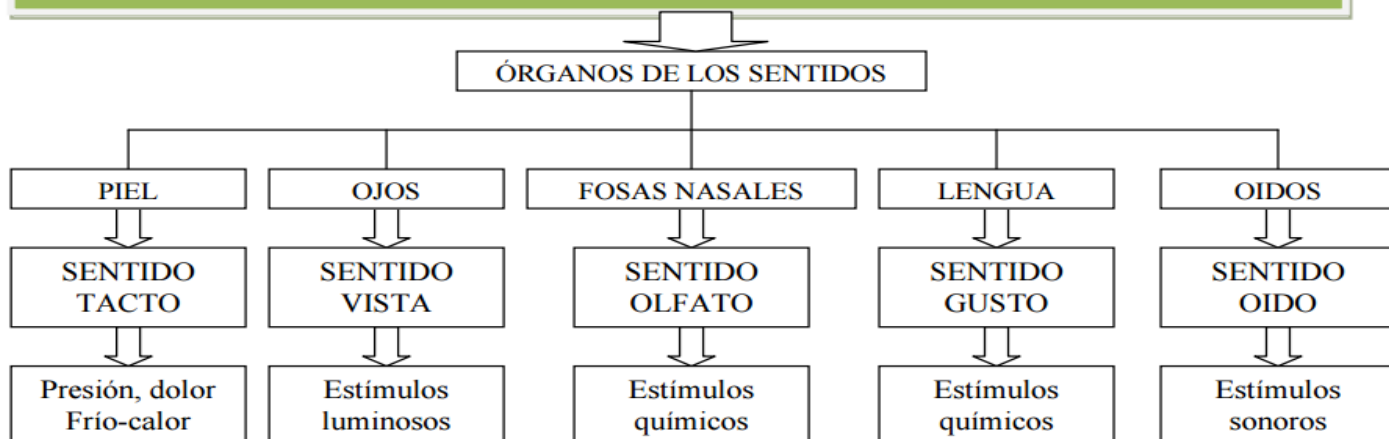 ÓRGANOS DE LOS SENTIDOS
PIEL
OJOS
FOSAS NASALES
LENGUA
OIDOS
SENTIDO
TACTO
SENTIDO
VISTA
SENTIDO
OLFATO
SENTIDO
GUSTO
SENTIDO
OIDO
Presión, dolor
Frío-calor
Estímulos
luminosos
Estímulos
químicos
Estímulos
químicos
Estímulos
sonoros